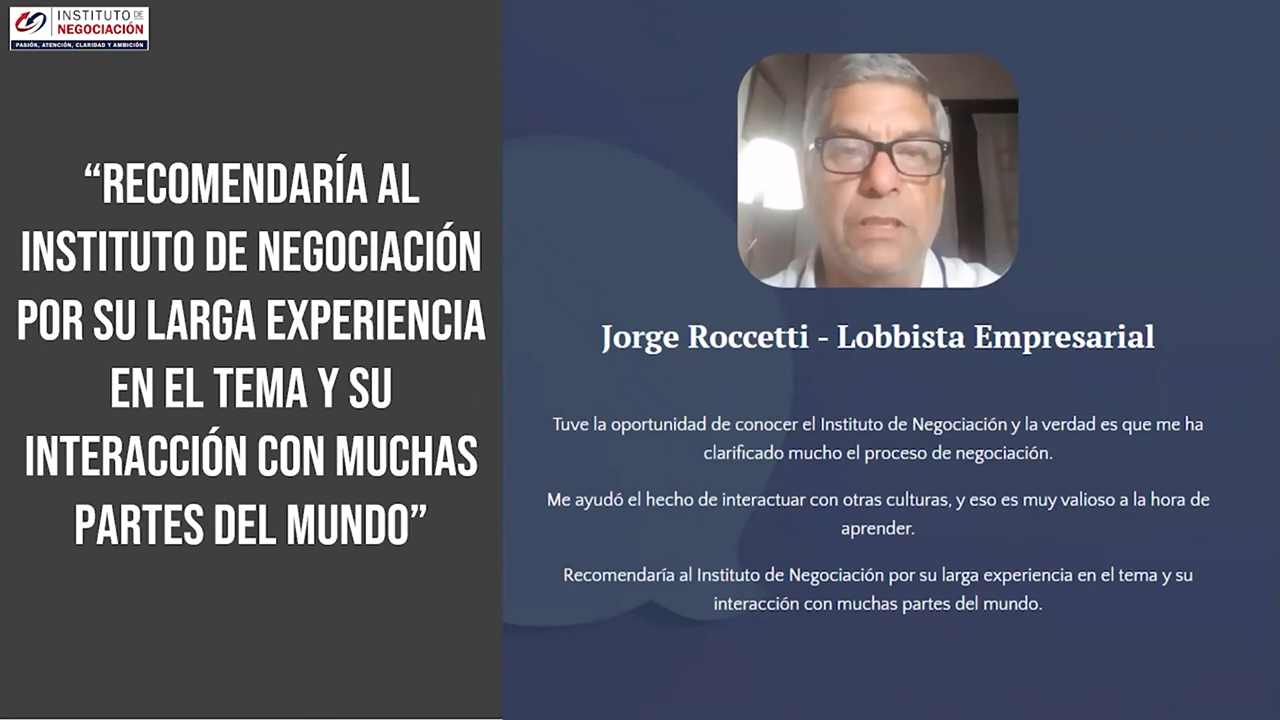 INSTITUTO DE
NEGOCIACIÓN
PASIÓN, ATENCIÓN, CLARIDAD Y AMBICIÓN
“RECOMENDARÍA AL
INSTITUTO DE NEGOCIACIÓN
POR SU LARGA EXPERIENCIA
EN EL TEMA Y SU
INTERACCIÓN CON MUCHAS
PARTES DEL MUNDO”
Jorge Roccetti - Lobbista Empresarial
Tuve la oportunidad de conocer el Instituto de Negociación y la verdad es que me ha
clarificado mucho el proceso de negociación.
Me ayudó el hecho de interactuar con otras culturas, y eso es muy valioso a la hora de
aprender.
Recomendaría al Instituto de Negociación por su larga experiencia en el tema y su
interacción con muchas partes del mundo.